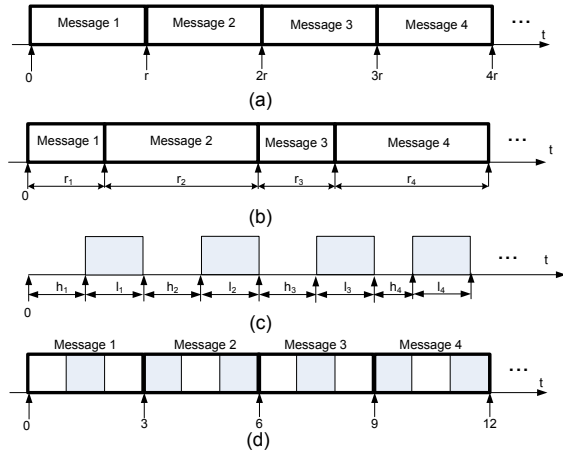 Message 1 Message 2 Message 3 Message 4 ...
t
0 r 2r 3r 4r
(a)
Message 1 Message 2 Message 3 Message 4 ...
t
0 r1 r2 r3 r4
(b)
...
t
h1 l1 h2 l2 h3 l3 h4 l4
0
(c)
Message 1 Message 2 Message 3 Message 4
...
t
0 3 6 9 12
(d)